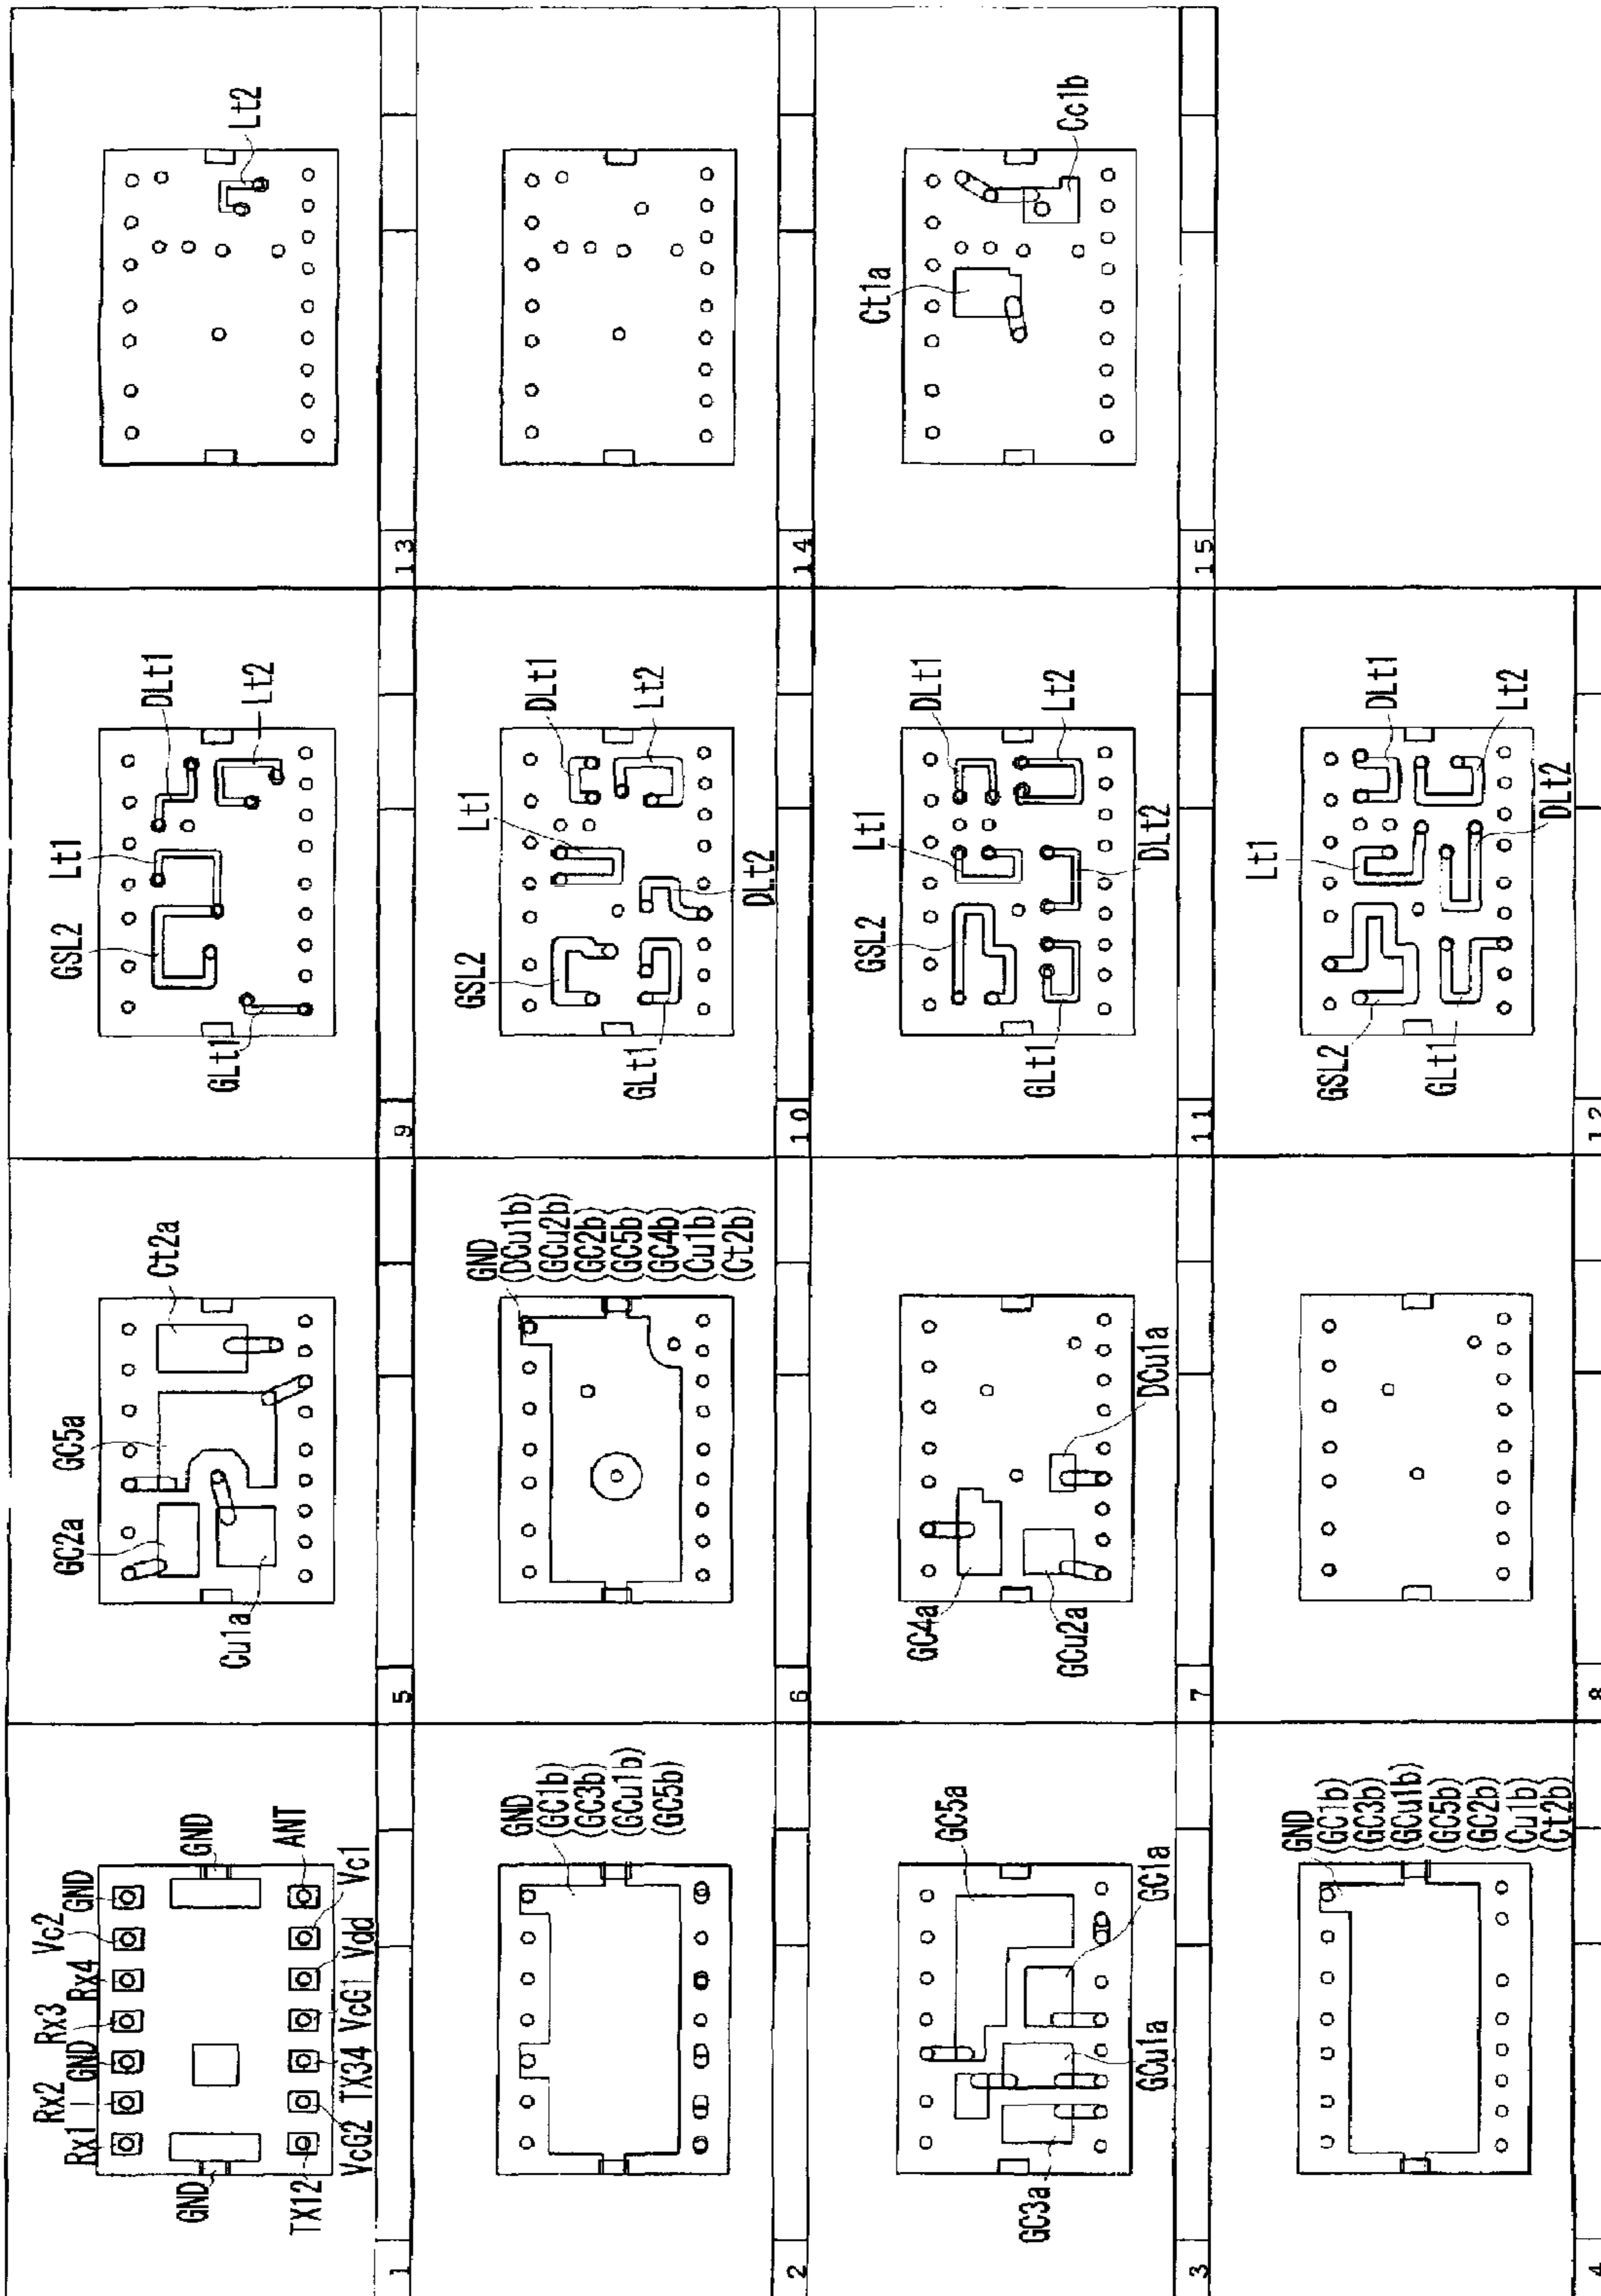 Rx1
Rx2
GND
Rx3
Rx4
Vc2
GND
GND
GND
TX12
VcG2
TX34
VcG1
Vdd
Vc1
ANT
1
GND
(GC1b)
(GC3b)
(GCu1b)
(GC5b)
2
GC5a
GC1a
GCu1a
GC3a
3
GND
(GC1b)
(GC3b)
(GCu1b)
(GC5b)
(GC2b)
(Cu1b)
(Ct2b)
4
GC2a
GC5a
Ct2a
Cu1a
5
GND
(DCu1b)
(GCu2b)
(GC2b)
(GC5b)
(GC4b)
(Cu1b)
(Ct2b)
6
GC4a
GCu2a
DCu1a
7
8
GSL2
Lt1
DLt1
Lt2
GLt1
9
GSL2
Lt1
DLt1
Lt2
GLt1
DLt2
10
GSL2
Lt1
DLt1
Lt2
GLt1
DLt2
11
Lt1
DLt1
Lt2
DLt2
GSL2
GLt1
12
Lt2
13
14
Ct1a
Cc1b
15